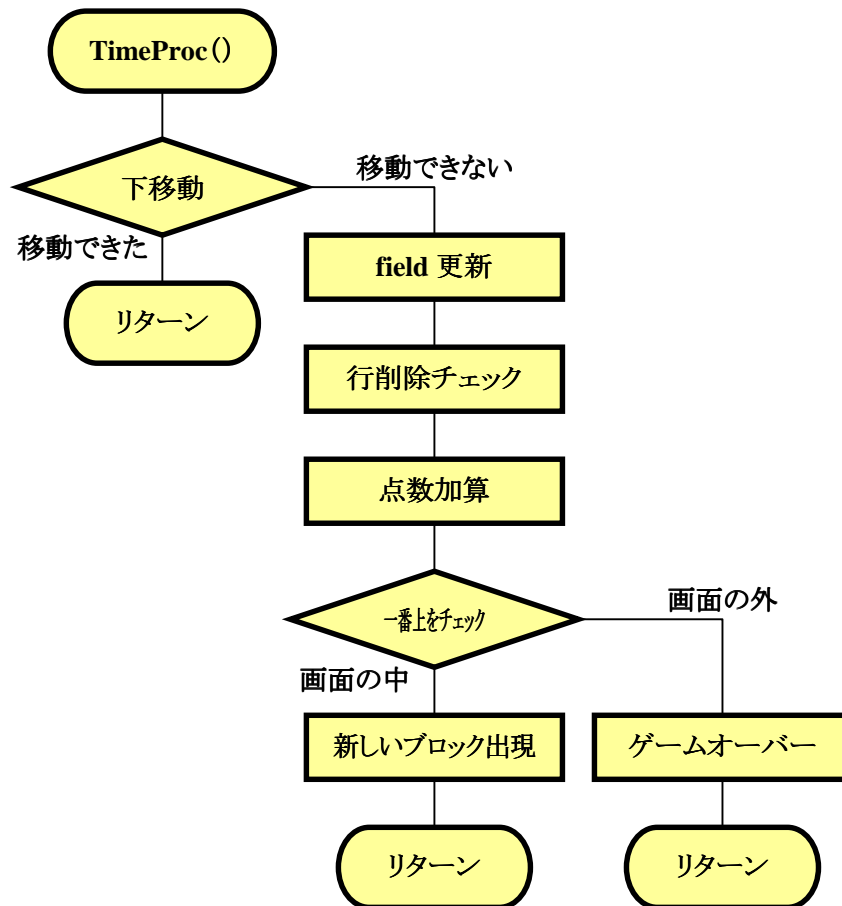 TimeProc()
下移動
移動できない
移動できた
field 更新
リターン
行削除チェック
点数加算
一番上をチェック
画面の外
画面の中
新しいブロック出現
ゲームオーバー
リターン
リターン